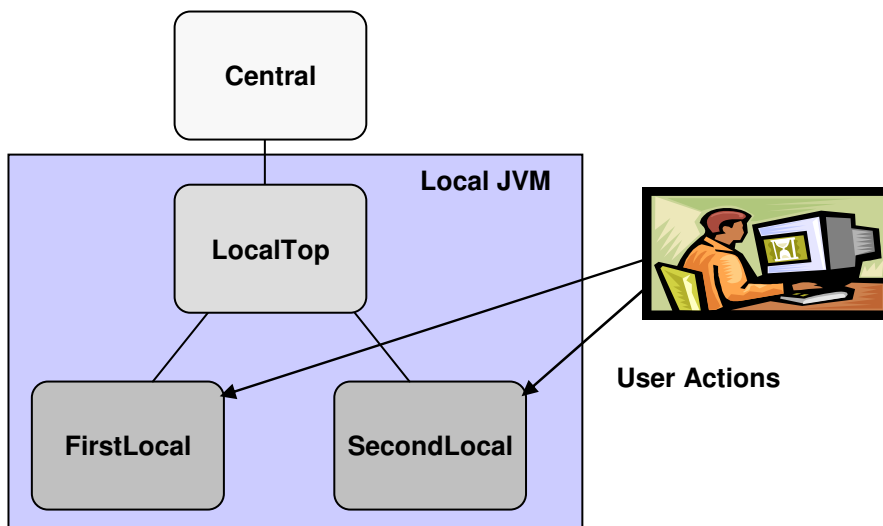 Central
Local JVM
LocalTop
User Actions
FirstLocal
SecondLocal